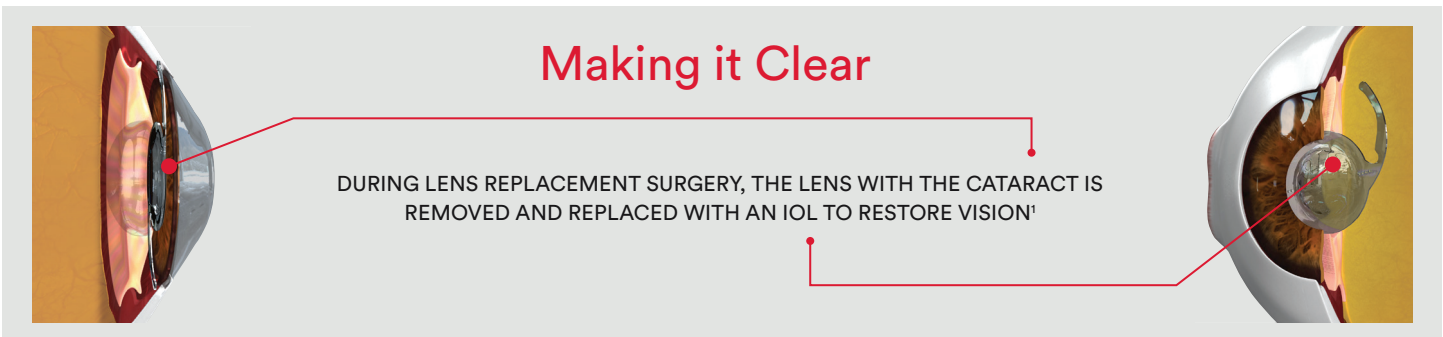 Making it Clear
DURING LENS REPLACEMENT SURGERY, THE LENS WITH THE CATARACT IS
REMOVED AND REPLACED WITH AN IOL TO RESTORE VISION¹